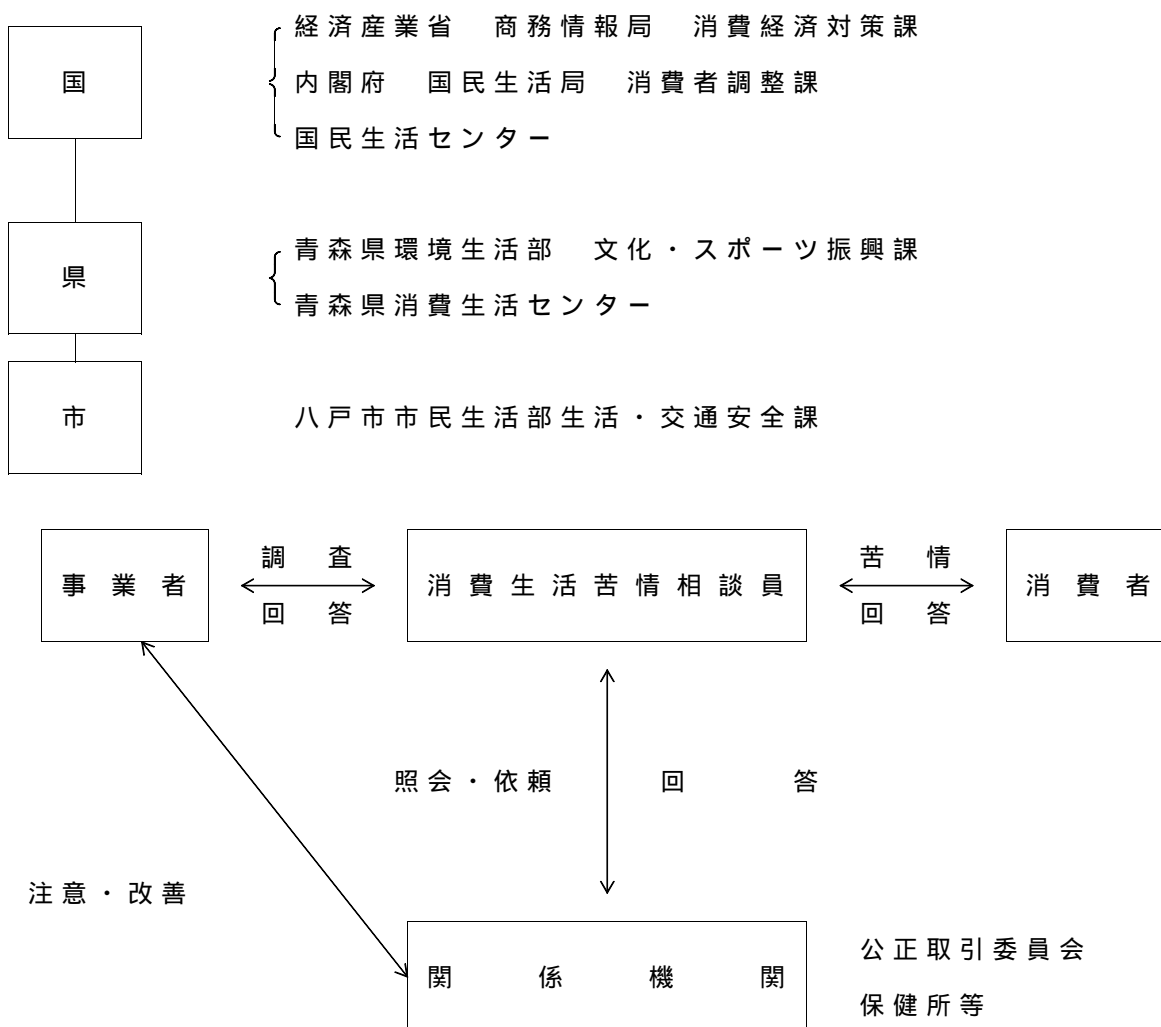 経済産業省 商務情報局 消費経済対策課
国
内閣府 国民生活局 消費者調整課
国民生活センター
青森県環境生活部 文化・スポーツ振興課
県
青森県消費生活センター
市
八戸市市民生活部生活・交通安全課
調査
苦情
事業者
消費生活苦情相談員
消費者
回答
回答
照会・依頼 回答
注意・改善
公正取引委員会
関係機関
保健所等